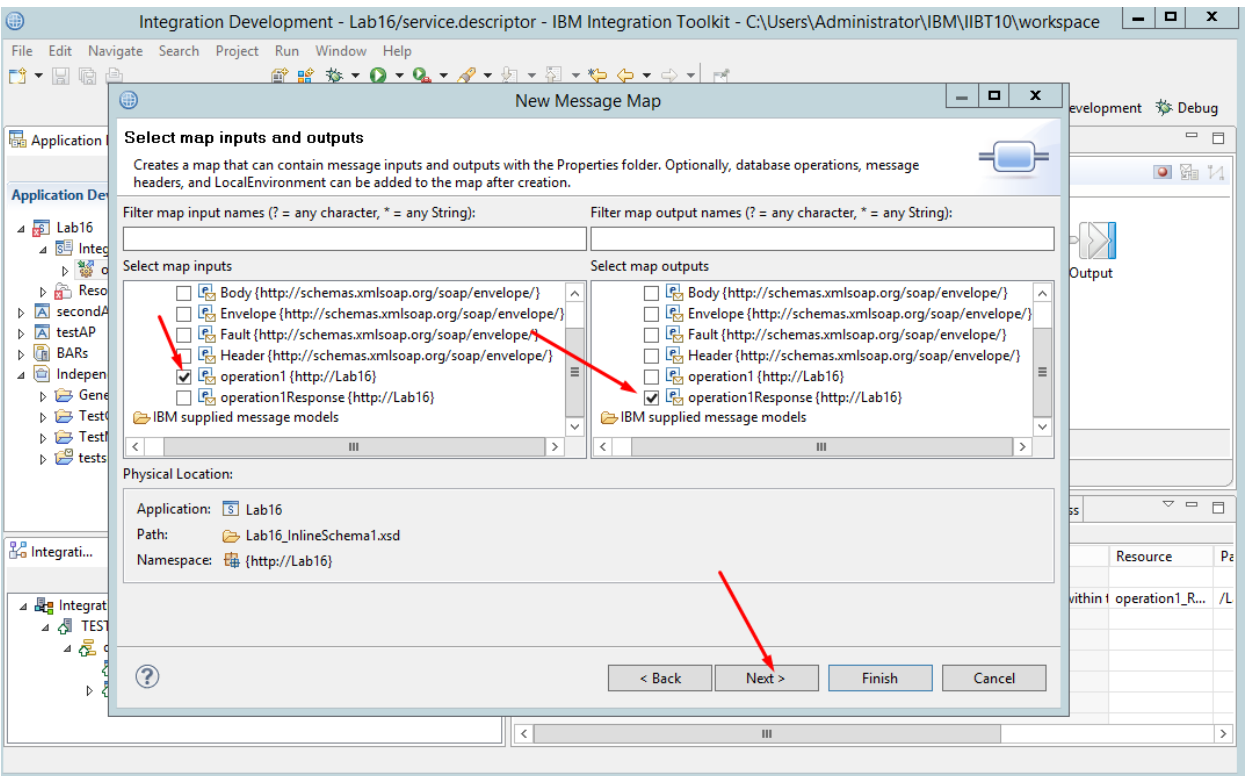 Integration Development - Lab16/service.descriptor - IBM Integration Toolkit - C:\Users\Administrator\IBM\IIBT10\workspace
File Edit Navigate Search Project Run Window Help
evelopment Debug
New Message Map
Select map inputs and outputs
Creates a map that can contain message inputs and outputs with the Properties folder. Optionally, database operations, message
headers, and LocalEnvironment can be added to the map after creation.
Filter map input names (? = any character, * = any String):
Filter map output names (? = any character, * = any String):
Select map inputs
Select map outputs
Body {http://schemas.xmlsoap.org/soap/envelope/}
Envelope {http://schemas.xmlsoap.org/soap/envelope/}
Fault {http://schemas.xmlsoap.org/soap/envelope/}
Header {http://schemas.xmlsoap.org/soap/envelope/}
operation1 {http://Lab16}
operation1Response {http://Lab16}
IBM supplied message models
Body {http://schemas.xmlsoap.org/soap/envelope/}
Envelope {http://schemas.xmlsoap.org/soap/envelope/}
Fault {http://schemas.xmlsoap.org/soap/envelope/}
Header {http://schemas.xmlsoap.org/soap/envelope/}
operation1 {http://Lab16}
operation1Response {http://Lab16}
IBM supplied message models
Physical Location:
Application: Lab16
Path: Lab16_InlineSchema1.xsd
Namespace: {http://Lab16}
< Back
Next >
Finish
Cancel
Application
Application Dev
Lab16
Integ
o
Reso
secondA
testAP
BARs
Indepen
Gene
Test
Test
tests
Integrati...
Integrat
TEST
Output
ss
Resource
Pa
within t operation1_R... /L